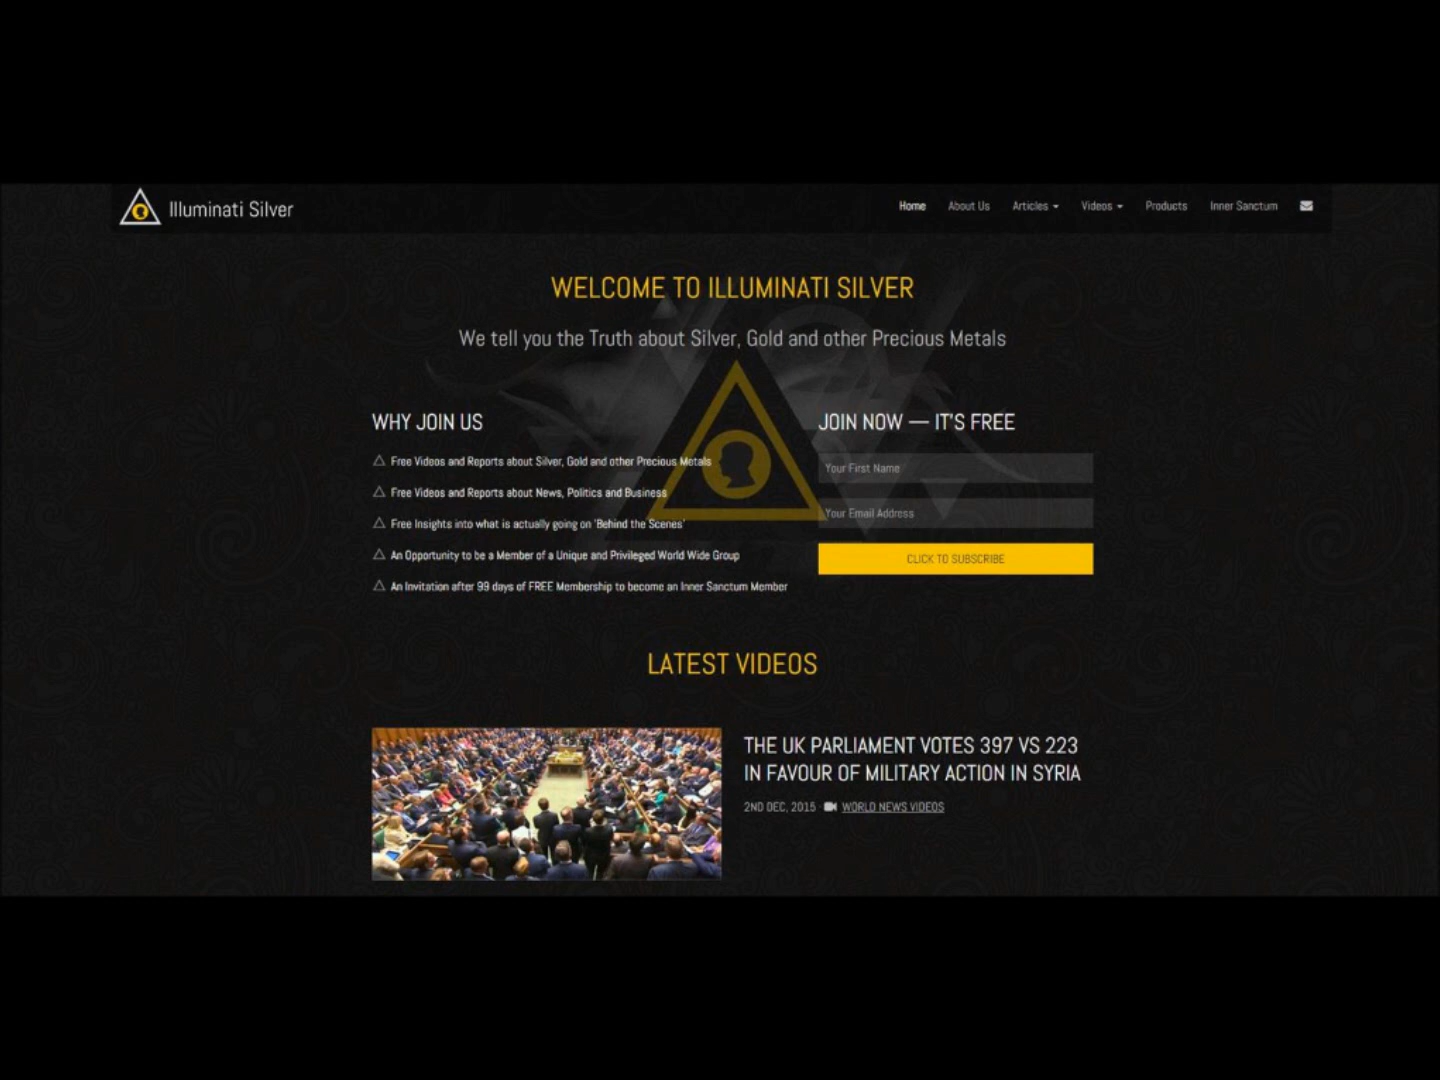 Illuminati Silver
Home About Us Articles Videos Products Inner Sanctum
WELCOME TO ILLUMINATI SILVER
We tell you the Truth about Silver, Gold and other Precious Metals
WHY JOIN US
Free Videos and Reports about Silver, Gold and other Precious Metals
Free Videos and Reports about News, Politics and Business
Free Insights into what is actually going on 'Behind the Scenes'
An Opportunity to be a Member of a Unique and Privileged World Wide Group
An Invitation after 99 days of FREE Membership to become an Inner Sanctum Member
JOIN NOW — IT'S FREE
Your First Name
Your Email Address
CLICK TO SUBSCRIBE
LATEST VIDEOS
THE UK PARLIAMENT VOTES 397 VS 223
IN FAVOUR OF MILITARY ACTION IN SYRIA
2ND DEC, 2015 · WORLD NEWS VIDEOS